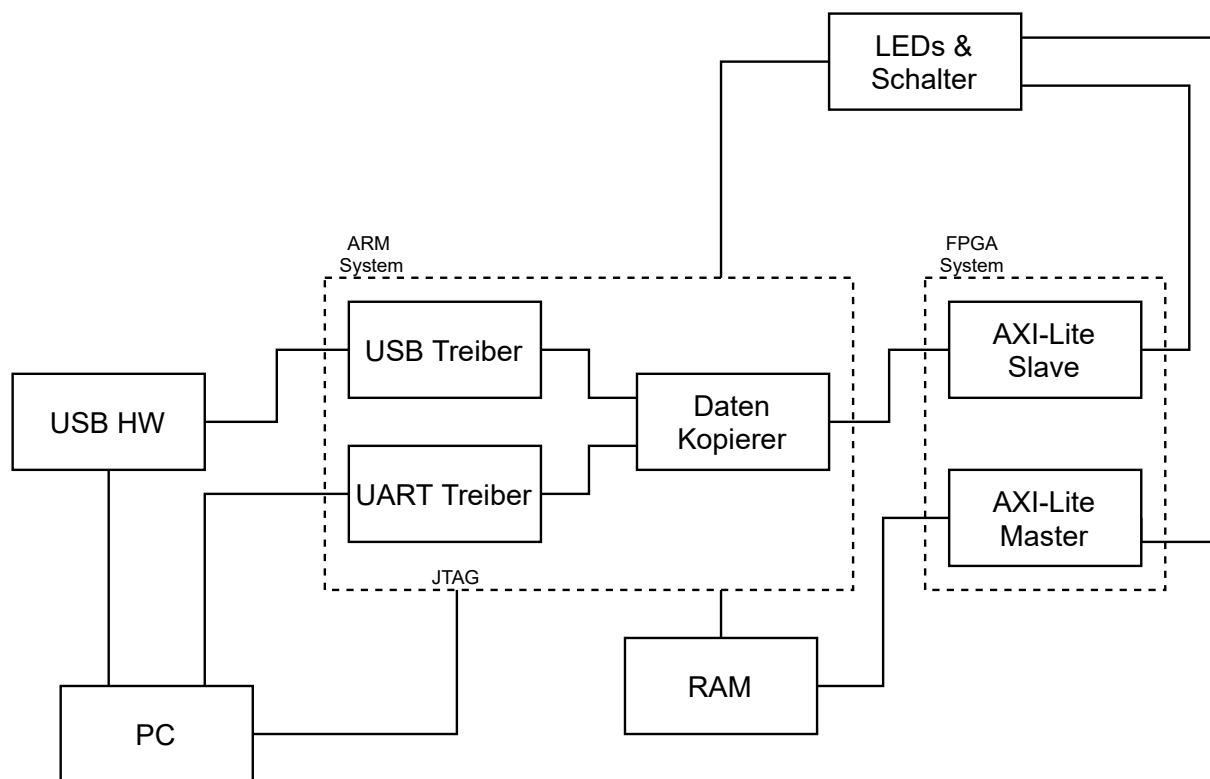 LEDs &
Schalter
ARM
System
FPGA
System
USB Treiber
AXI-Lite
Slave
USB HW
Daten
Kopierer
UART Treiber
AXI-Lite
Master
JTAG
RAM
PC